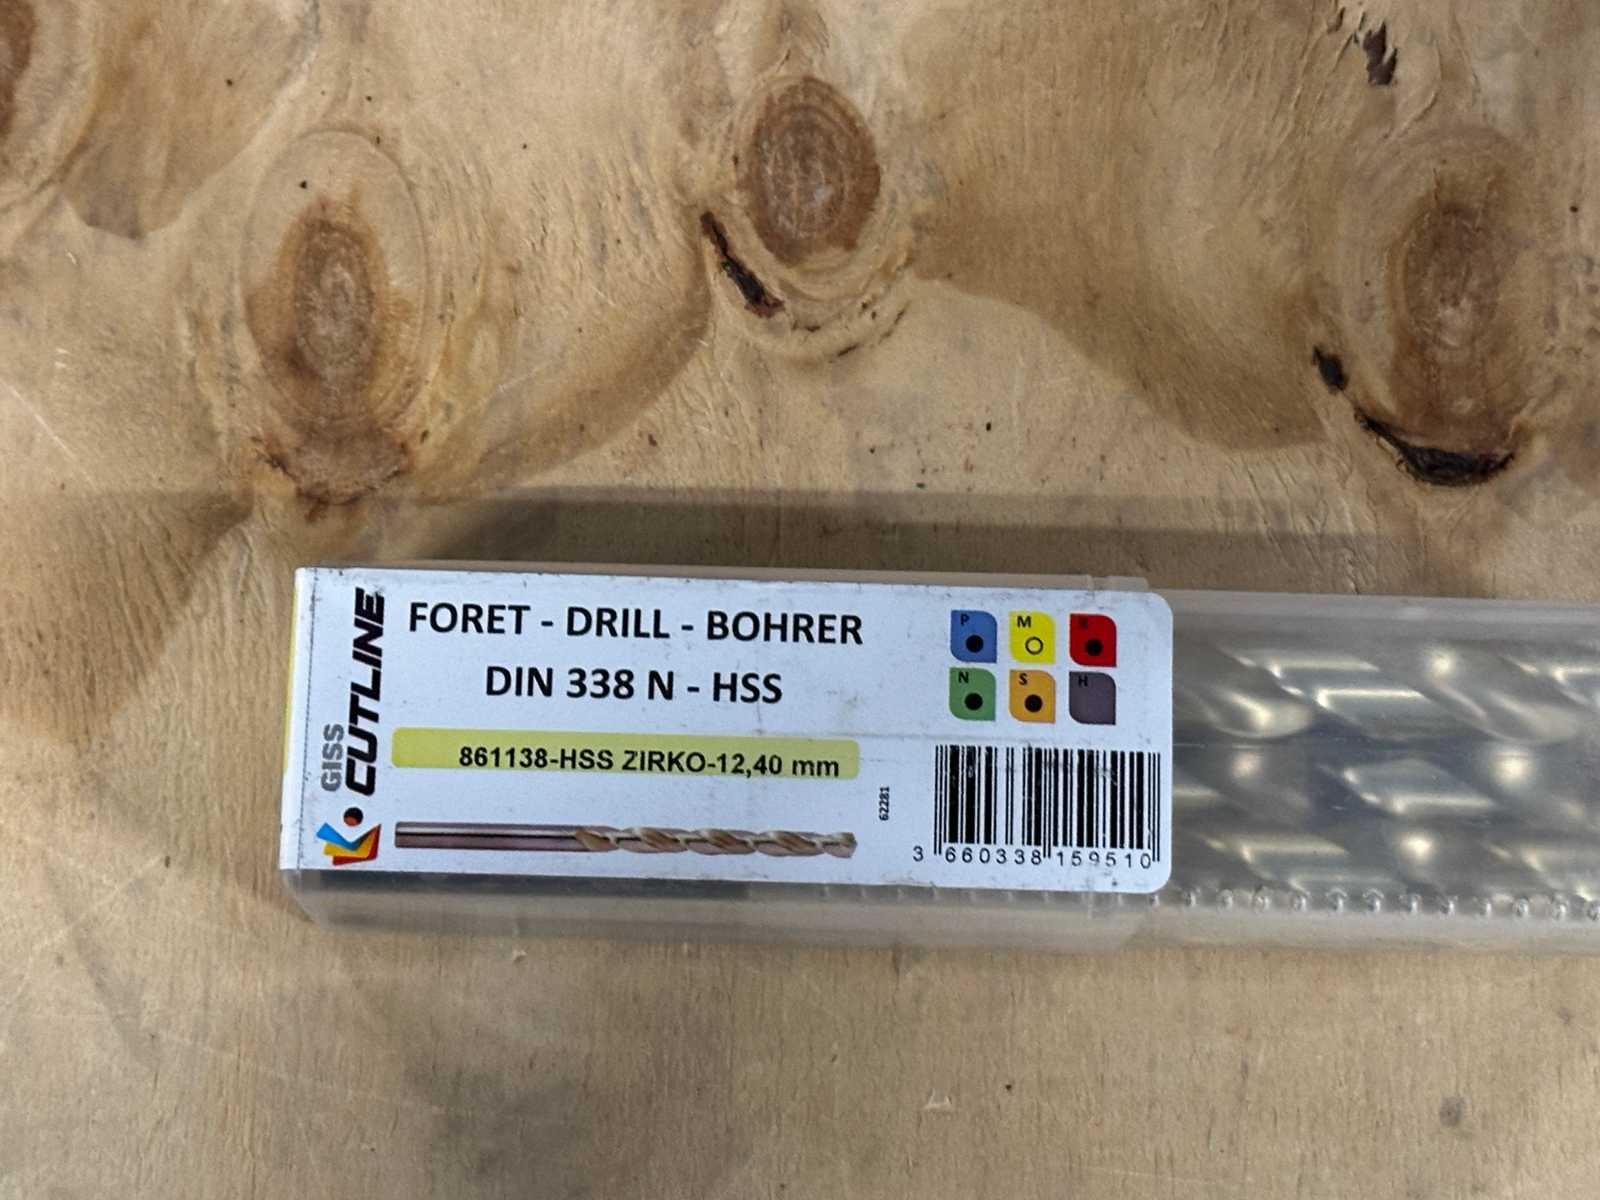 GISS
CUTLINE
FORET - DRILL - BOHRER
DIN 338 N - HSS
861138-HSS ZIRKO-12,40 mm
62281
P M K
N S H
3 660338 159510